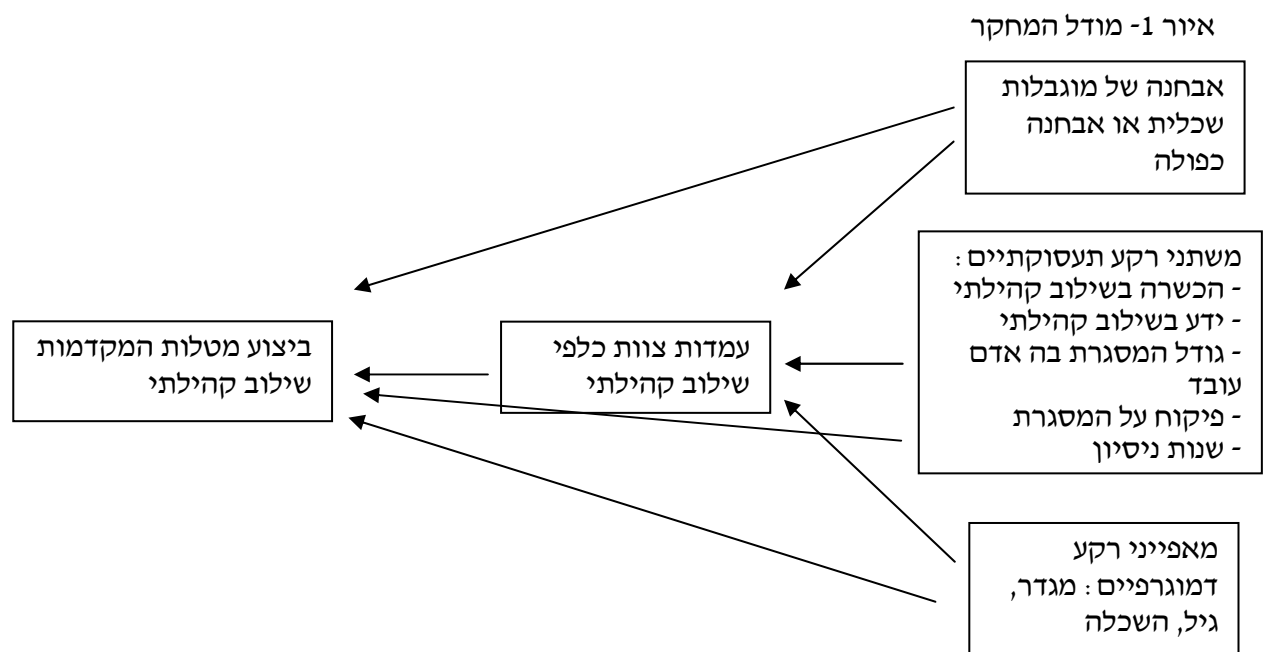 איור 1- מודל המחקר
אבחנה של מוגבלות
שכלית או אבחנה
כפולה
משתני רקע תעסוקתיים:
- הכשרה בשילוב קהילתי
- ידע בשילוב קהילתי
- גודל המסגרת בה אדם
עובד
- פיקוח על המסגרת
- שנות ניסיון
עמדות צוות כלפי
שילוב קהילתי
ביצוע מטלות המקדמות
שילוב קהילתי
מאפייני רקע
דמוגרפיים: מגדר,
גיל, השכלה